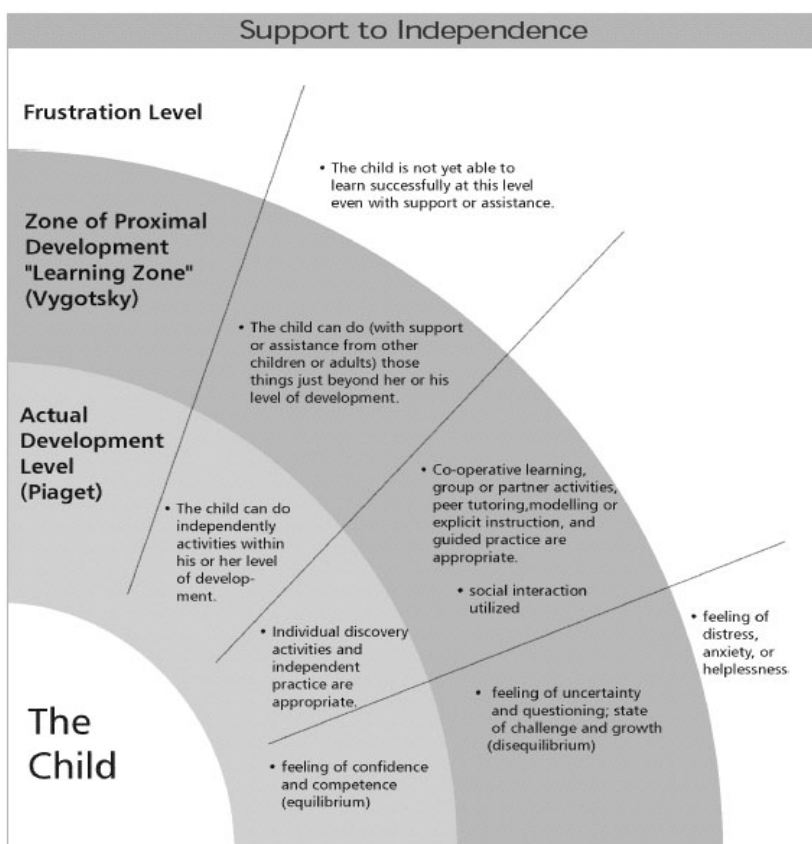 Support to Independence
Frustration Level
• The child is not yet able to
learn successfully at this level
even with support or assistance.
Zone of Proximal
Development
"Learning Zone"
(Vygotsky)
• The child can do (with support
or assistance from other
children or adults) those
things just beyond her or his
level of development.
Actual
Development
Level
(Piaget)
• The child can do
independently
activities within
his or her level
of develop-
ment.
• Co-operative learning,
group or partner activities,
peer tutoring,modelling or
explicit instruction, and
guided practice are
appropriate.
• social interaction
utilized
• Individual discovery
activities and
independent
practice are
appropriate.
• feeling of
distress,
anxiety, or
helplessness
• feeling of uncertainty
and questioning; state
of challenge and growth
(disequilibrium)
The
Child
• feeling of confidence
and competence
(equilibrium)